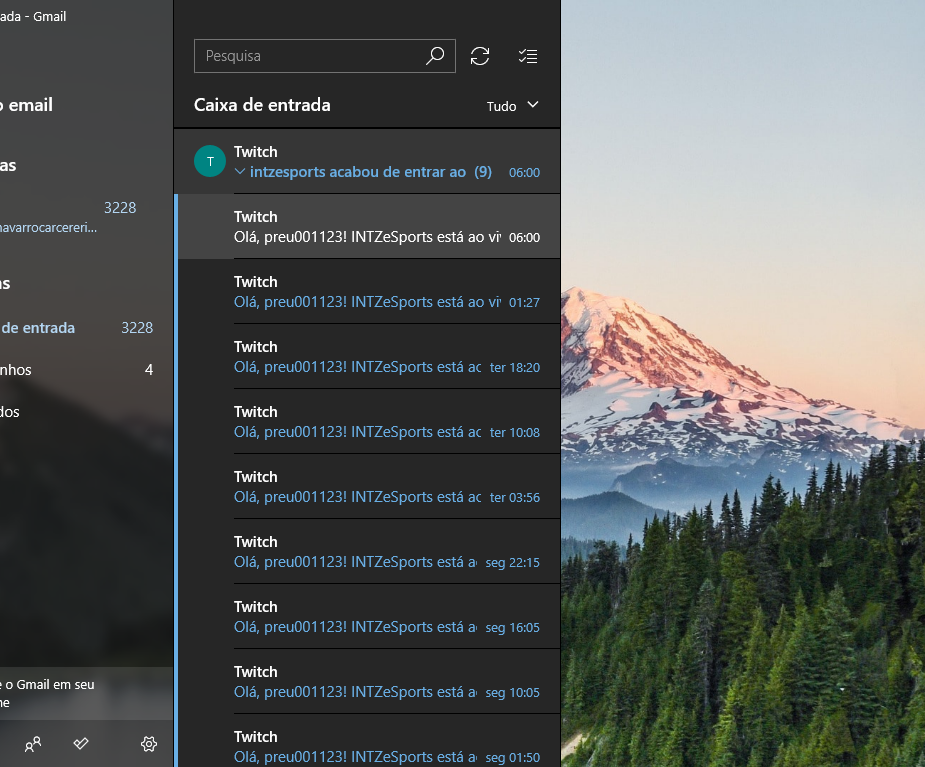 ada - Gmail
o email
as
3228
navarrocarcereri...
s
de entrada 3228
nhos 4
dos
e o Gmail em seu
ne
Pesquisa
Caixa de entrada
Tudo
T
Twitch
intzesports acabou de entrar ao (9) 06:00
Twitch
Olá, preu001123! INTZeSports está ao vi 06:00
Twitch
Olá, preu001123! INTZeSports está ao vi 01:27
Twitch
Olá, preu001123! INTZeSports está ac ter 18:20
Twitch
Olá, preu001123! INTZeSports está ac ter 10:08
Twitch
Olá, preu001123! INTZeSports está ac ter 03:56
Twitch
Olá, preu001123! INTZeSports está a seg 22:15
Twitch
Olá, preu001123! INTZeSports está a seg 16:05
Twitch
Olá, preu001123! INTZeSports está a seg 10:05
Twitch
Olá, preu001123! INTZeSports está a seg 01:50